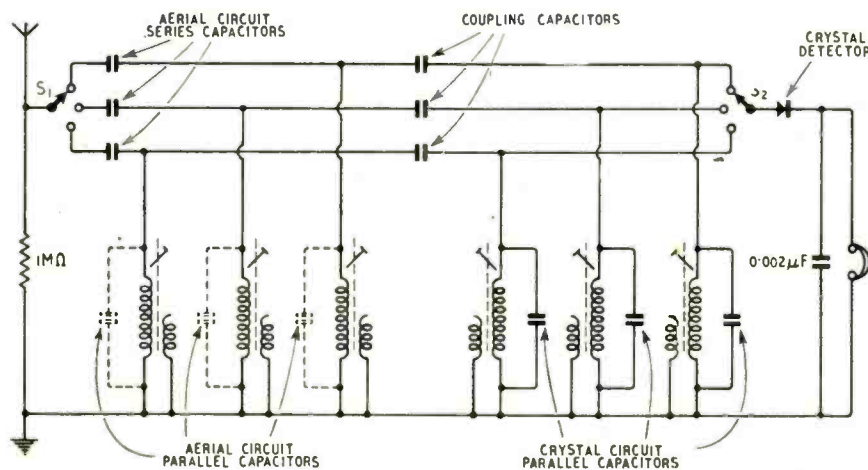 AERIAL CIRCUIT
SERIES CAPACITORS
COUPLING CAPACITORS
CRYSTAL
DETECTOR
S1
S2
1MΩ
0·002μF
AERIAL CIRCUIT
PARALLEL CAPACITORS
CRYSTAL CIRCUIT
PARALLEL CAPACITORS